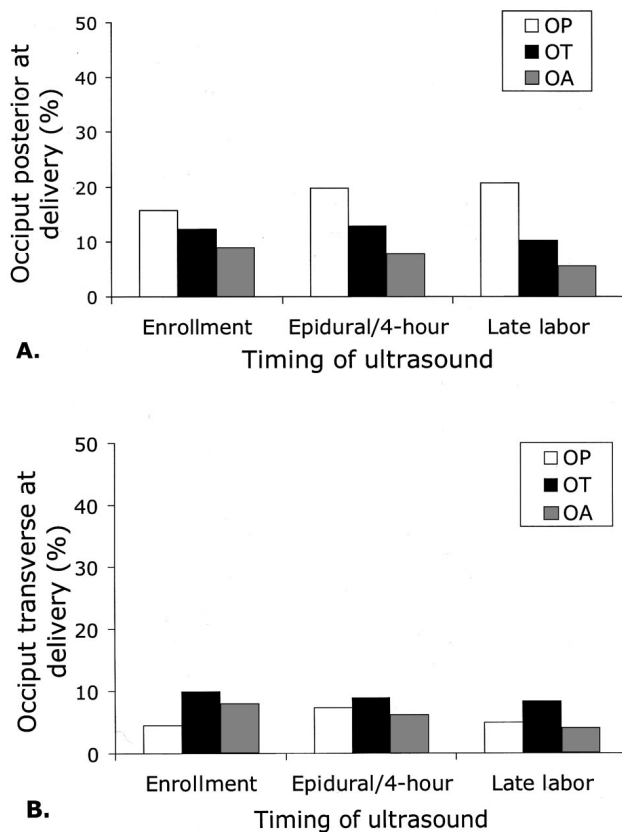 Occiput posterior at
delivery (%)
50
40
30
20
10
0
OP
OT
OA
Enrollment
Epidural/4-hour
Late labor
Timing of ultrasound
A.
Occiput transverse at
delivery (%)
50
40
30
20
10
0
OP
OT
OA
Enrollment
Epidural/4-hour
Late labor
Timing of ultrasound
B.